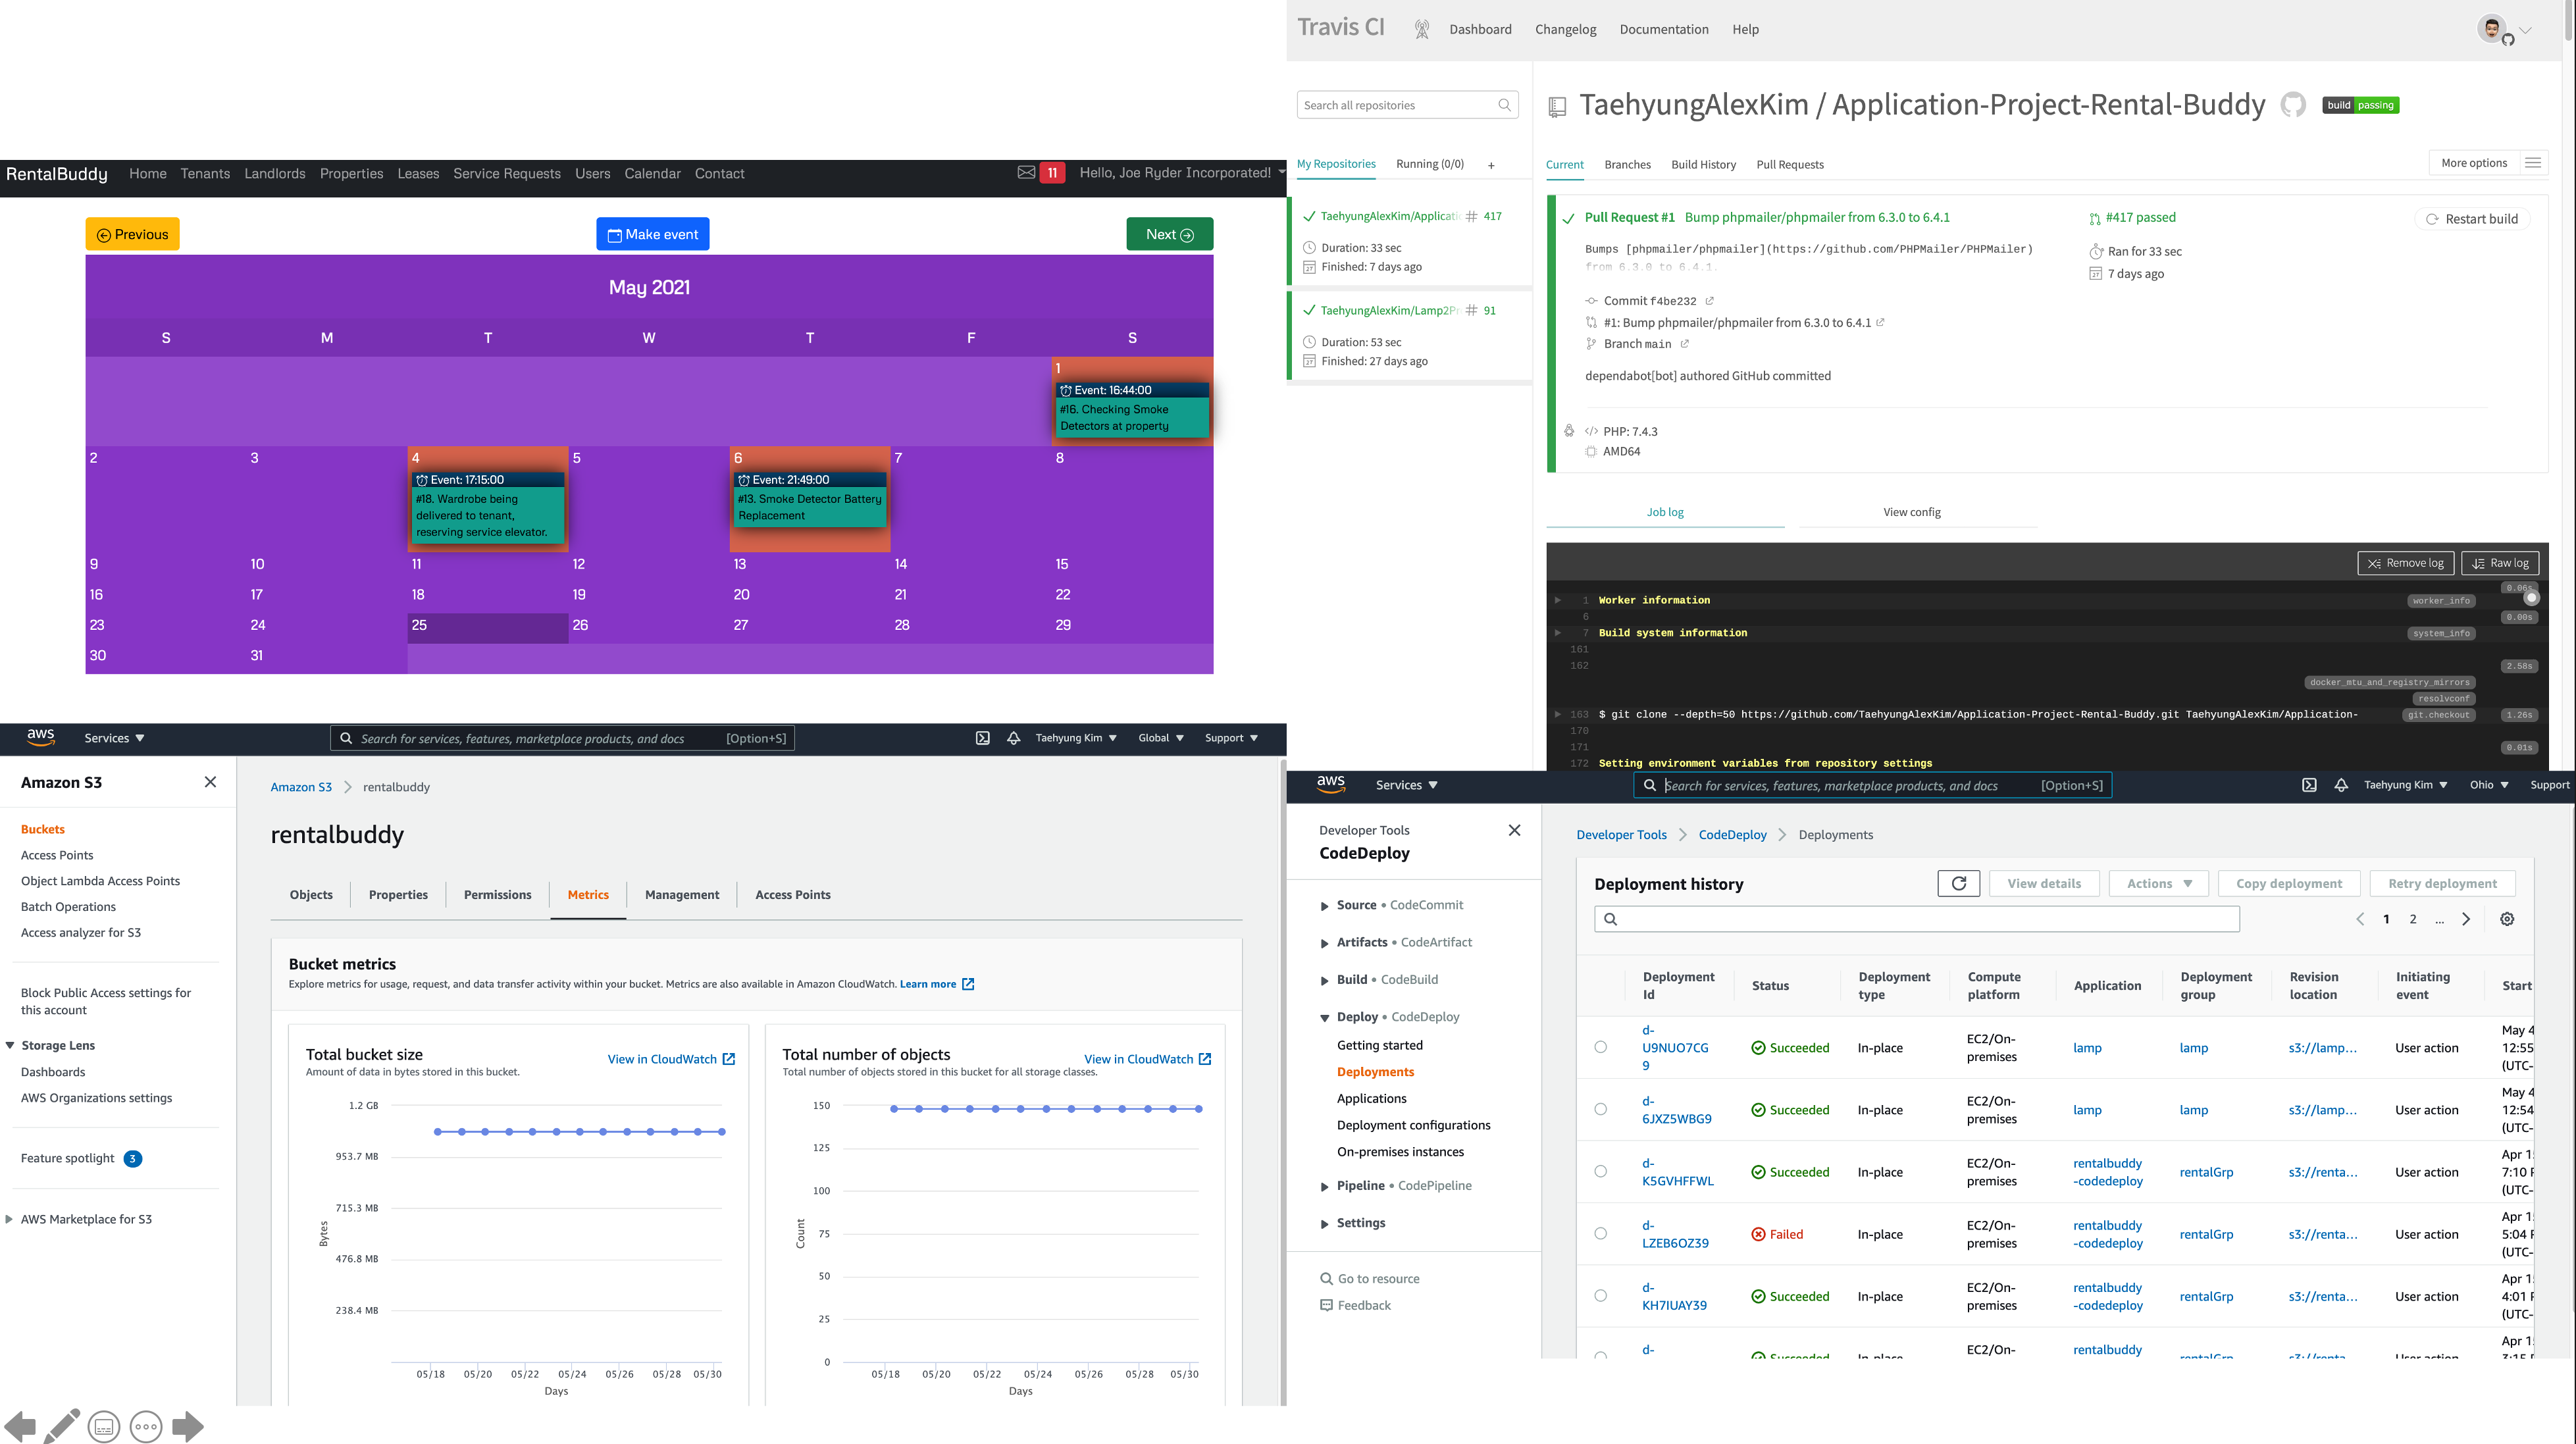 RentalBuddy Home Tenants Landlords Properties Leases Service Requests Users Calendar Contact 11 Hello, Joe Ryder Incorporated!
Previous Make event Next
May 2021
S M T W T F S
1
Event: 16:44:00
#16. Checking Smoke
Detectors at property
2 3 4 5 6 7 8
Event: 17:15:00
#18. Wardrobe being
delivered to tenant,
reserving service elevator.
Event: 21:49:00
#13. Smoke Detector Battery
Replacement
9 10 11 12 13 14 15
16 17 18 19 20 21 22
23 24 25 26 27 28 29
30 31
Travis CI Dashboard Changelog Documentation Help
Search all repositories
My Repositories Running (0/0) +
TaehyungAlexKim/Applicati # 417
Duration: 33 sec
Finished: 7 days ago
TaehyungAlexKim/Lamp2Pr # 91
Duration: 53 sec
Finished: 27 days ago
TaehyungAlexKim / Application-Project-Rental-Buddy build passing
Current Branches Build History Pull Requests More options
Pull Request #1 Bump phpmailer/phpmailer from 6.3.0 to 6.4.1 #417 passed Restart build
Bumps [phpmailer/phpmailer](https://github.com/PHPMailer/PHPMailer)
from 6.3.0 to 6.4.1.
Ran for 33 sec
7 days ago
Commit f4be232
#1: Bump phpmailer/phpmailer from 6.3.0 to 6.4.1
Branch main
dependabot[bot] authored GitHub committed
PHP: 7.4.3
AMD64
Job log View config
Remove log Raw log
0.06s
1 Worker information worker_info
6 0.00s
7 Build system information system_info
161
162 2.58s
docker_mtu_and_registry_mirrors
resolvconf
163 $ git clone --depth=50 https://github.com/TaehyungAlexKim/Application-Project-Rental-Buddy.git TaehyungAlexKim/Application- git.checkout 1.26s
170
171 0.01s
172 Setting environment variables from repository settings
aws Services Search for services, features, marketplace products, and docs [Option+S] Taehyung Kim Global Support
Amazon S3
Buckets
Access Points
Object Lambda Access Points
Batch Operations
Access analyzer for S3
Block Public Access settings for
this account
Storage Lens
Dashboards
AWS Organizations settings
Feature spotlight 3
AWS Marketplace for S3
Amazon S3 rentalbuddy
rentalbuddy
Objects Properties Permissions Metrics Management Access Points
Bucket metrics
Explore metrics for usage, request, and data transfer activity within your bucket. Metrics are also available in Amazon CloudWatch. Learn more
Total bucket size View in CloudWatch
Amount of data in bytes stored in this bucket.
1.2 GB
953.7 MB
715.3 MB
476.8 MB
238.4 MB
Bytes
05/18 05/20 05/22 05/24 05/26 05/28 05/30
Days
Total number of objects View in CloudWatch
Total number of objects stored in this bucket for all storage classes.
150
125
100
75
50
25
0
Count
05/18 05/20 05/22 05/24 05/26 05/28 05/30
Days
aws Services Search for services, features, marketplace products, and docs [Option+S] Taehyung Kim Ohio Support
Developer Tools
CodeDeploy
Source • CodeCommit
Artifacts • CodeArtifact
Build • CodeBuild
Deploy • CodeDeploy
Getting started
Deployments
Applications
Deployment configurations
On-premises instances
Pipeline • CodePipeline
Settings
Go to resource
Feedback
Developer Tools CodeDeploy Deployments
Deployment history View details Actions Copy deployment Retry deployment
1 2 ...
Deployment Id Status Deployment type Compute platform Application Deployment group Revision location Initiating event Start
d-U9NUO7CG9 Succeeded In-place EC2/On-premises lamp lamp s3://lamp... User action May 4 12:55 (UTC-
d-6JXZ5WBG9 Succeeded In-place EC2/On-premises lamp lamp s3://lamp... User action May 4 12:54 (UTC-
d-K5GVHFFWL Succeeded In-place EC2/On-premises rentalbuddy-codedeploy rentalGrp s3://renta... User action Apr 1 7:10 (UTC-
d-LZEB6OZ39 Failed In-place EC2/On-premises rentalbuddy-codedeploy rentalGrp s3://renta... User action Apr 1 5:04 (UTC-
d-KH7IUAY39 Succeeded In-place EC2/On-premises rentalbuddy-codedeploy rentalGrp s3://renta... User action Apr 1 4:01 (UTC-
d- Succeeded In-place EC2/On- rentalbuddy rentalGrp s3://renta... User action Apr 1